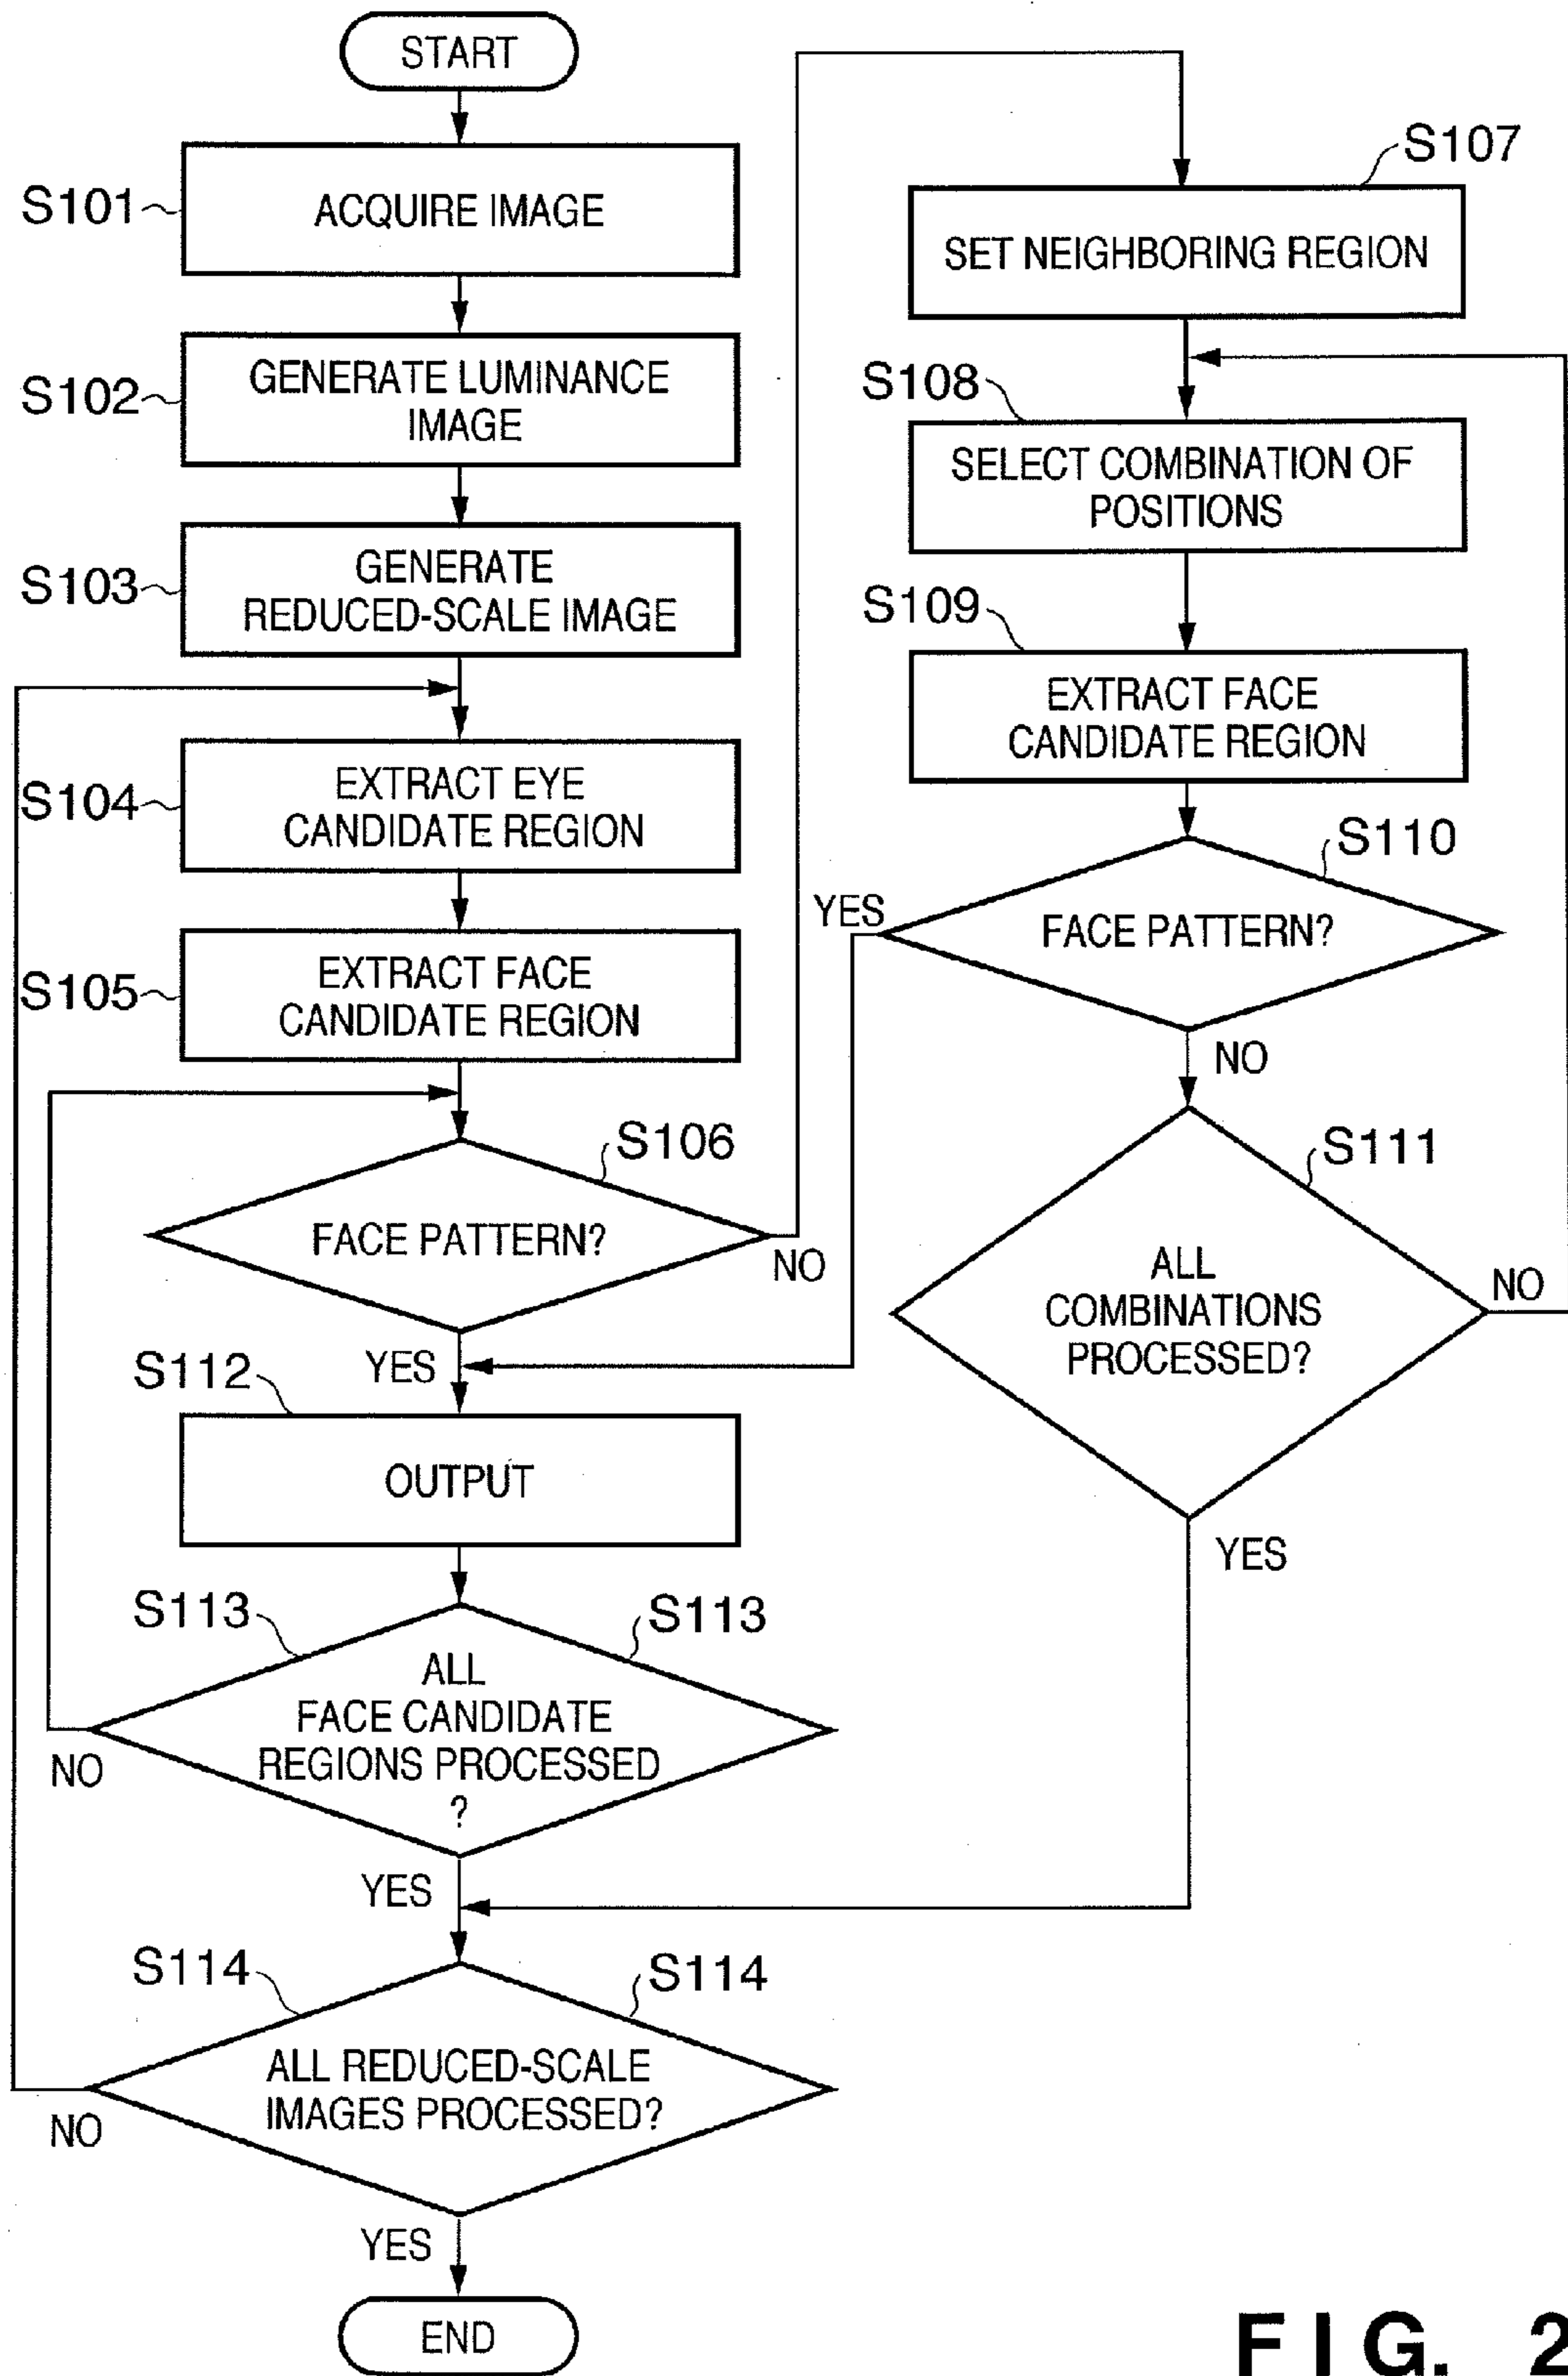 START
S101
ACQUIRE IMAGE
S102
GENERATE LUMINANCE
IMAGE
S103
GENERATE
REDUCED-SCALE IMAGE
S104
EXTRACT EYE
CANDIDATE REGION
S105
EXTRACT FACE
CANDIDATE REGION
S106
FACE PATTERN?
NO
YES
S112
OUTPUT
S113
S113
ALL
FACE CANDIDATE
REGIONS PROCESSED
?
NO
YES
S114
S114
ALL REDUCED-SCALE
IMAGES PROCESSED?
NO
YES
END
S107
SET NEIGHBORING REGION
S108
SELECT COMBINATION OF
POSITIONS
S109
EXTRACT FACE
CANDIDATE REGION
S110
YES
FACE PATTERN?
NO
S111
ALL
COMBINATIONS
PROCESSED?
NO
YES
FIG. 2